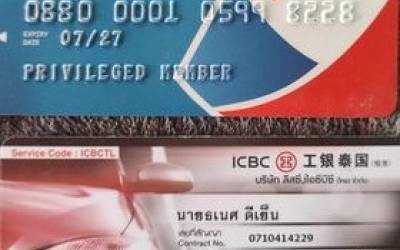 0880 0001 0599 8228
EXPIRY DATE 07/27
PRIVILEGED MEMBER
Service Code : ICBCTL
ICBC 工银泰国
บริษัท ลีสซิ่งไอซีบีซี (ไทย) จำกัด
นายธเนศ ดีเย็น
เลขที่สัญญา
Contract No. 0710414229